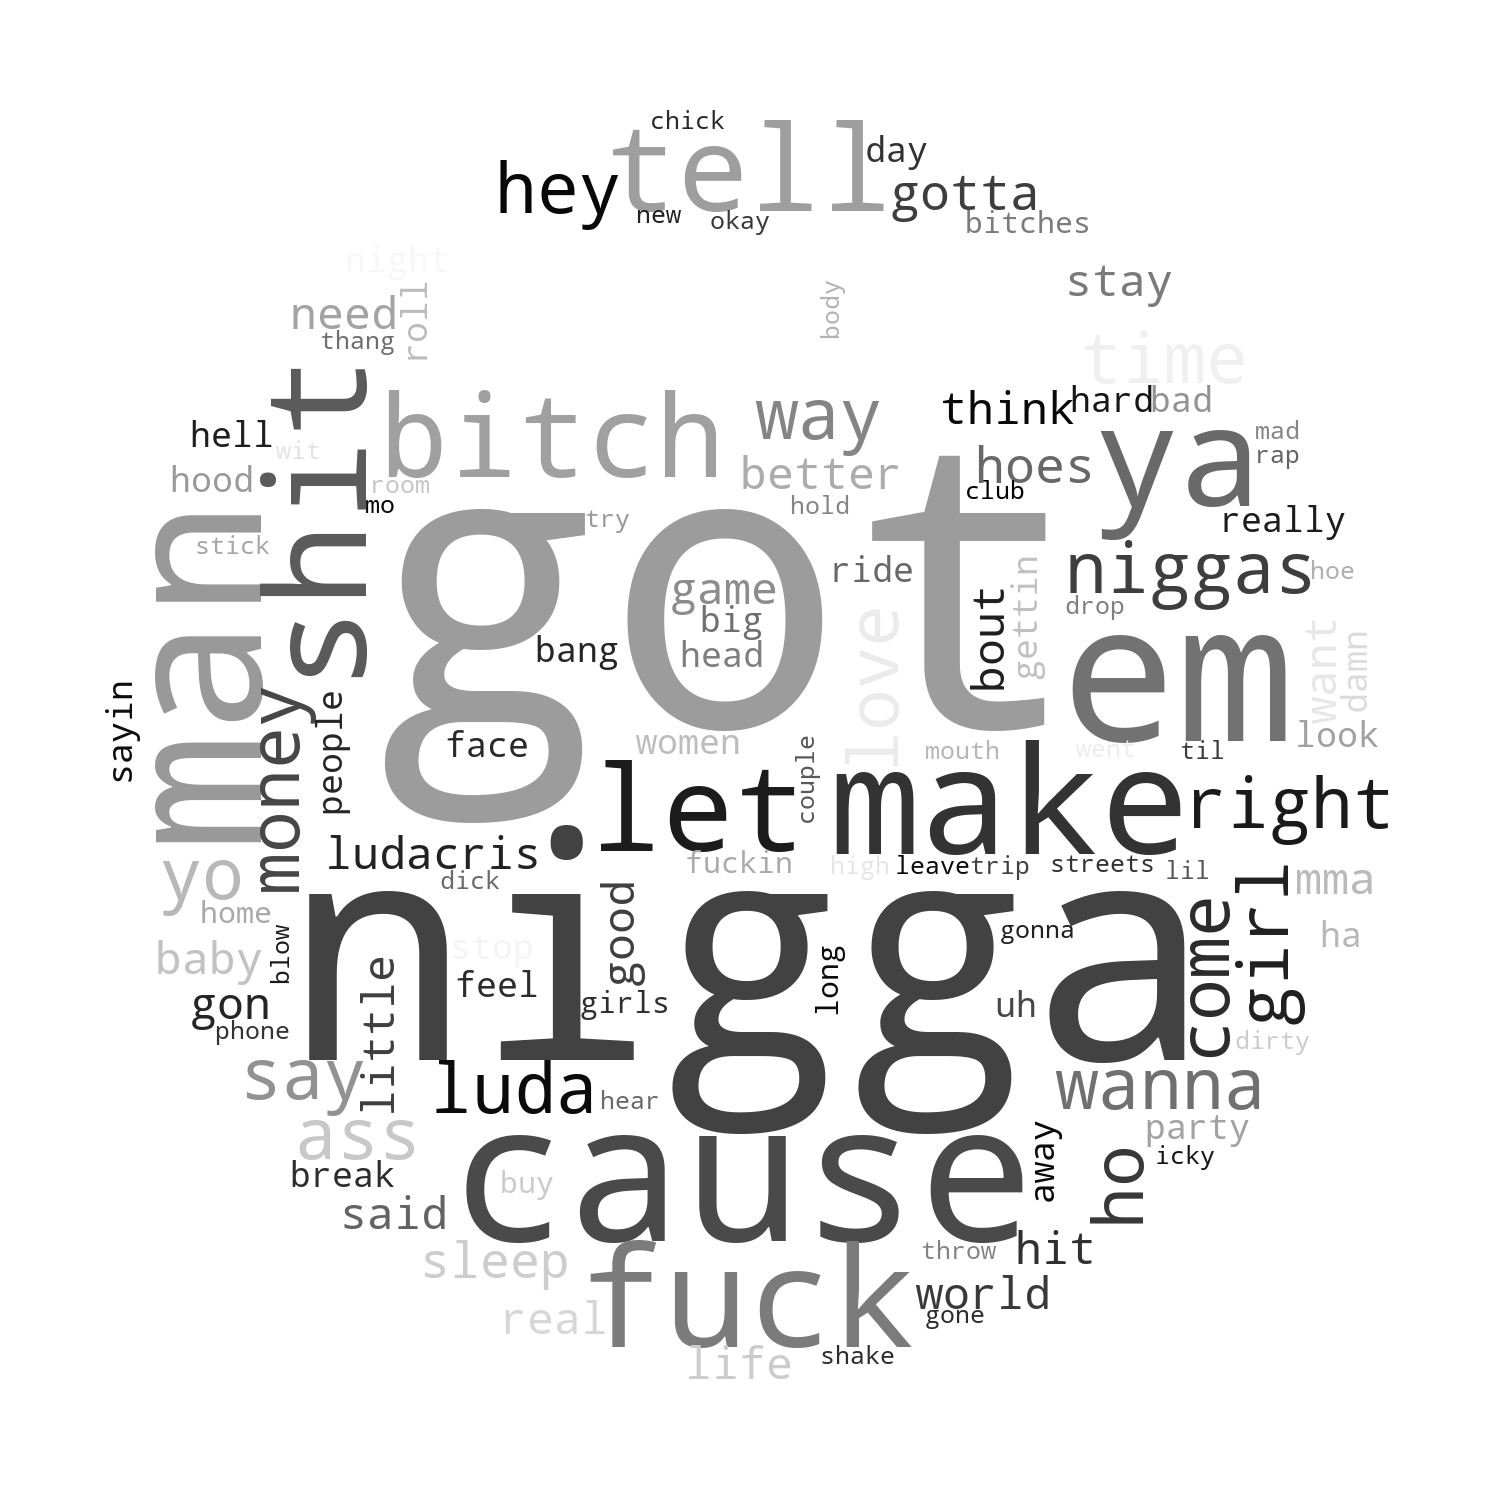 chick
tell
day
hey
gotta
new
okay
bitches
night
stay
need
roll
body
thang
time
shit
bitch
way
think
hard
bad
hell
wit
ya
mad
rap
hood
room
better
hoes
mo
hold
club
man
stick
got
try
really
niggas
hoe
game
ride
bout
gettin
drop
big
love
em
want
damn
bang
head
sayin
money
people
face
women
couple
mouth
went
til
look
let
make
right
ludacris
yo
dick
fuckin
high
leave
trip
streets
lil
girl
mma
home
nigga
good
gonna
come
ha
baby
blow
little
stop
feel
girls
long
uh
gon
phone
dirty
say
luda
hear
wanna
ass
cause
away
party
ho
icky
break
buy
said
sleep
fuck
throw
hit
real
world
gone
life
shake